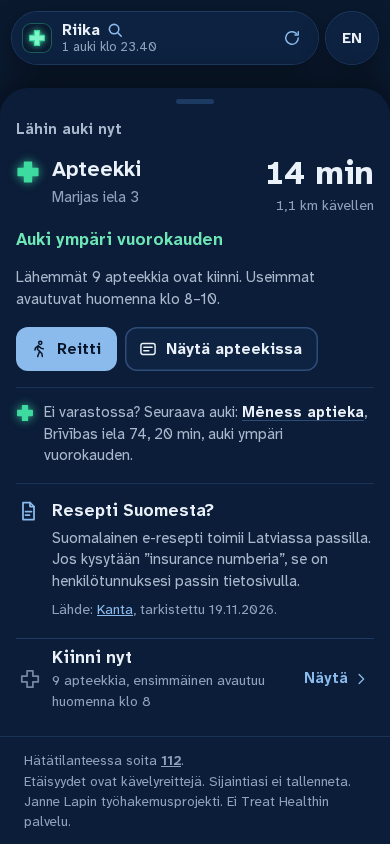 Riika
1 auki klo 23.40
EN
Lähin auki nyt
Apteekki
14 min
Marijas iela 3
1,1 km kävellen
Auki ympäri vuorokauden
Lähemmät 9 apteekkia ovat kiinni. Useimmat
avautuvat huomenna klo 8–10.
Reitti
Näytä apteekissa
Ei varastossa? Seuraava auki: Mēness aptieka,
Brīvības iela 74, 20 min, auki ympäri
vuorokauden.
Resepti Suomesta?
Suomalainen e-resepti toimii Latviassa passilla.
Jos kysytään ”insurance numberia”, se on
henkilötunnuksesi passin tietosivulla.
Lähde: Kanta, tarkistettu 19.11.2026.
Kiinni nyt
9 apteekkia, ensimmäinen avautuu
huomenna klo 8
Näytä
Hätätilanteessa soita 112.
Etäisyydet ovat kävelyreittejä. Sijaintiasi ei tallenneta.
Janne Lapin työhakemusprojekti. Ei Treat Healthin
palvelu.